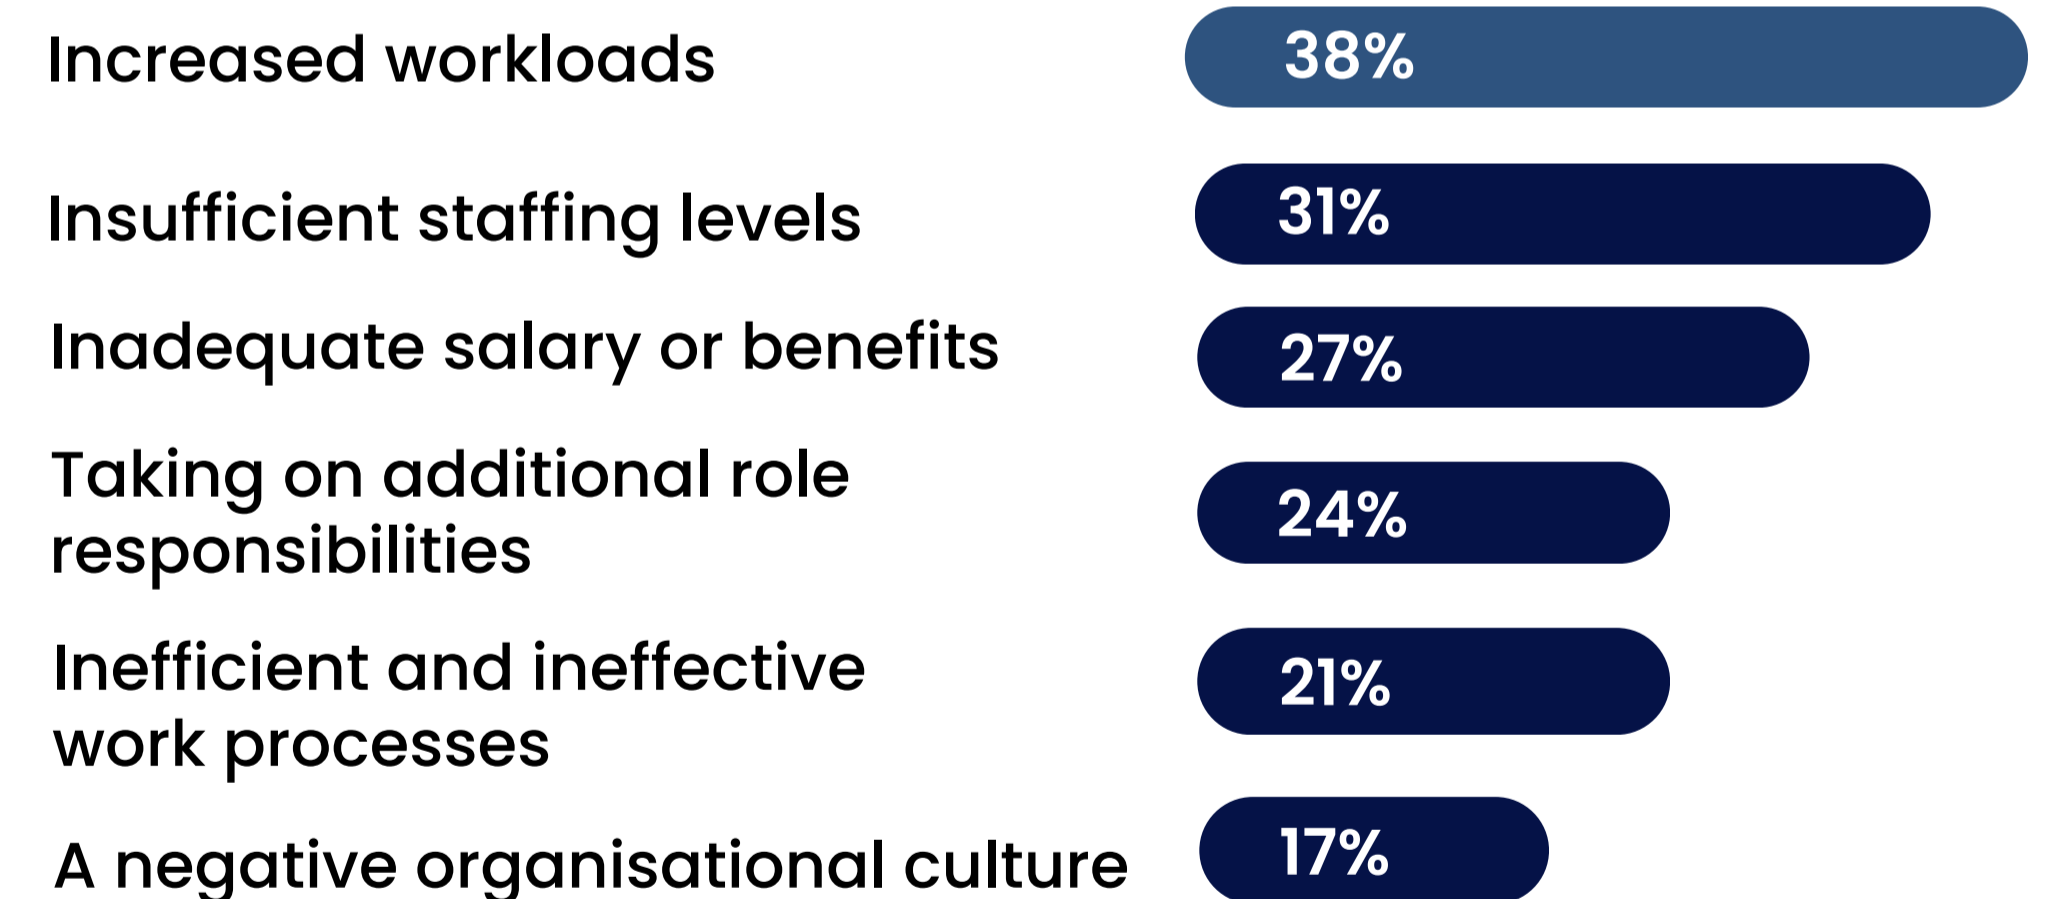 Increased workloads 38%
Insufficient staffing levels 31%
Inadequate salary or benefits 27%
Taking on additional role
responsibilities
24%
Inefficient and ineffective
work processes
21%
A negative organisational culture 17%